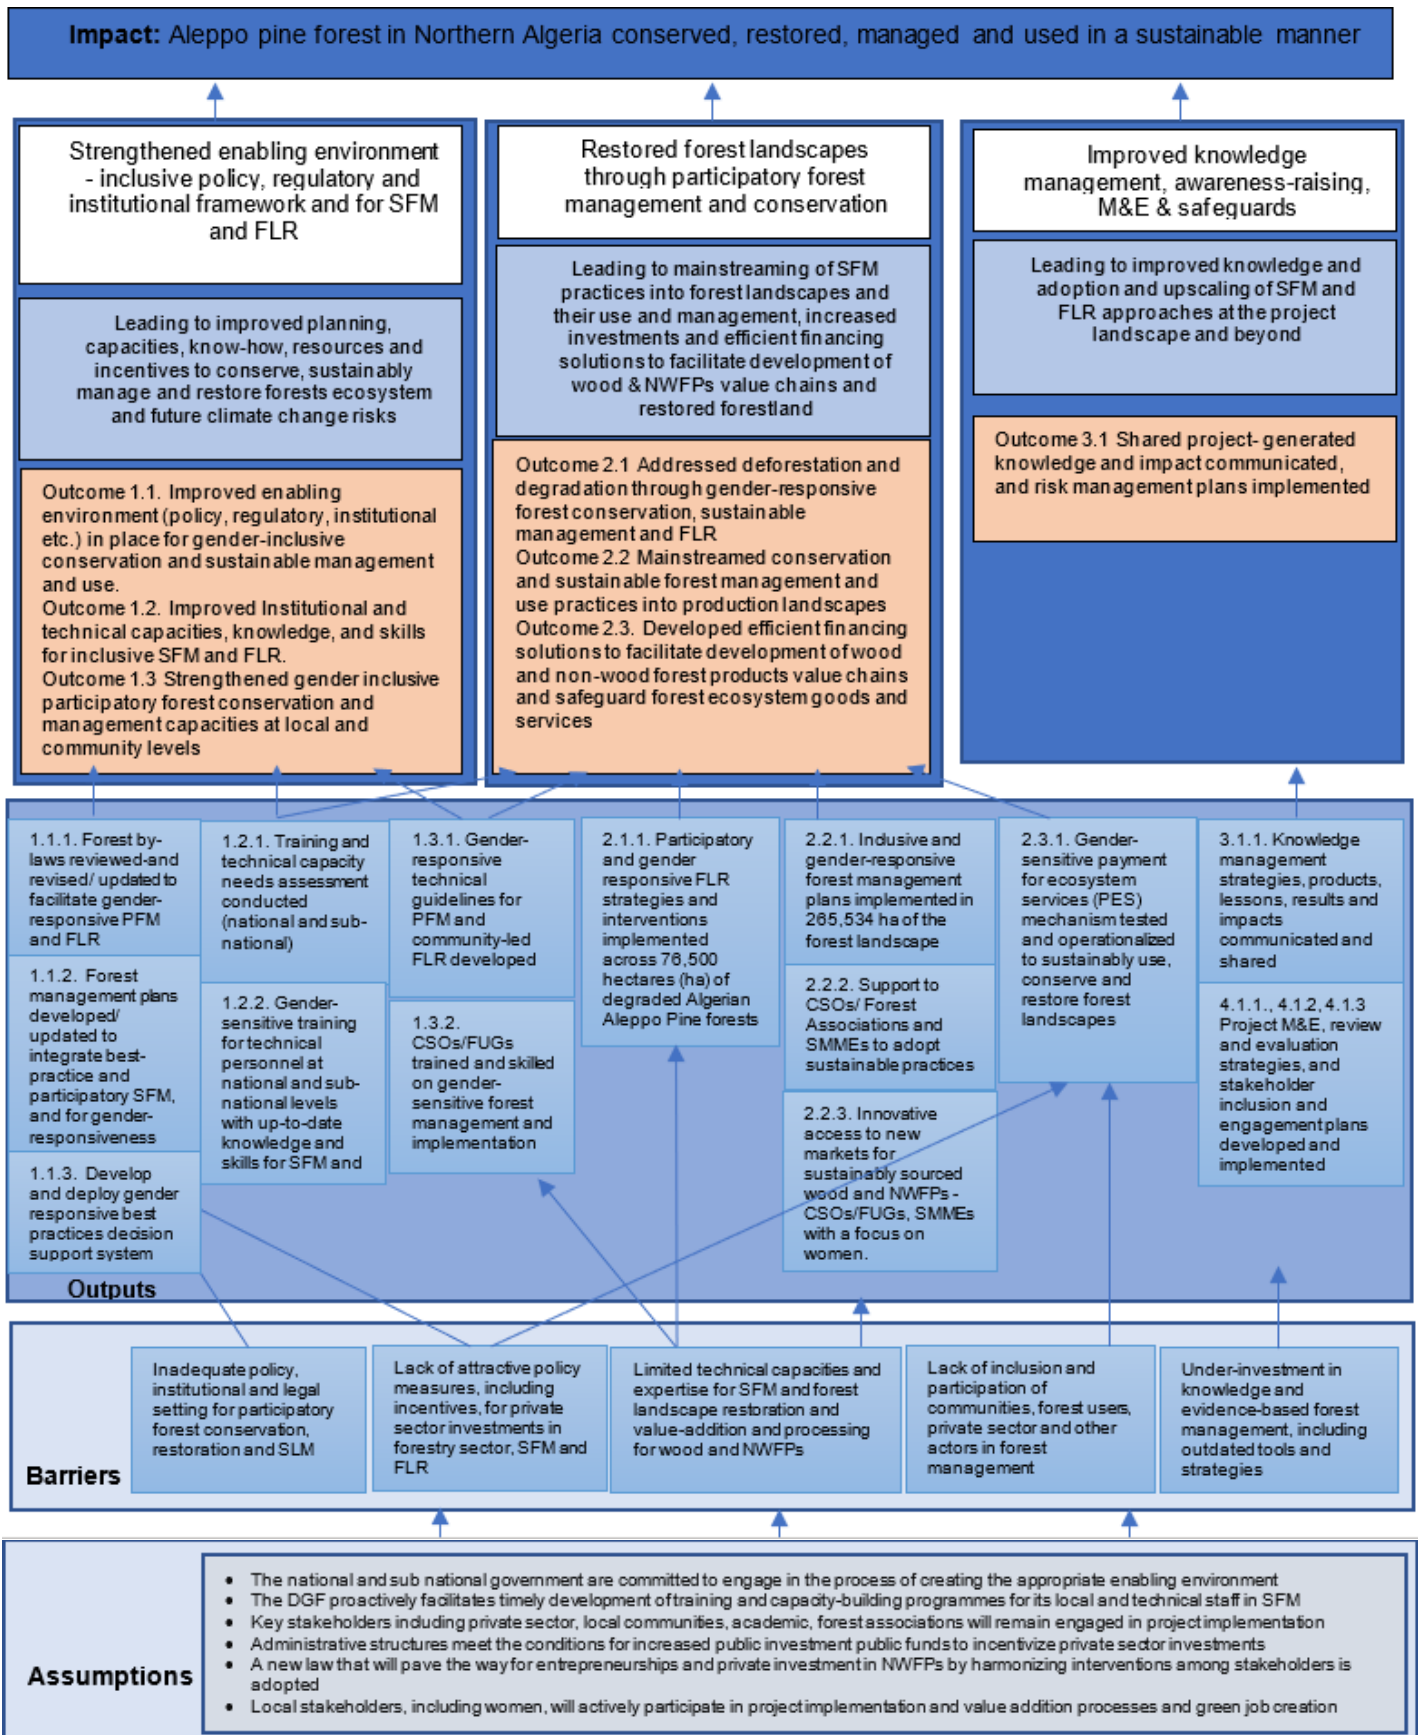 Impact: Aleppo pine forest in Northern Algeria conserved, restored, managed and used in a sustainable manner
Strengthened enabling environment
- inclusive policy, regulatory and
institutional framework and for SFM
and FLR
Leading to improved planning,
capacities, know-how, resources and
incentives to conserve, sustainably
manage and restore forests ecosystem
and future climate change risks
Outcome 1.1. Improved enabling
environment (policy, regulatory, institutional
etc.) in place for gender-inclusive
conservation and sustainable management
and use.
Outcome 1.2. Improved Institutional and
technical capacities, knowledge, and skills
for inclusive SFM and FLR.
Outcome 1.3 Strengthened gender inclusive
participatory forest conservation and
management capacities at local and
community levels
Restored forest landscapes
through participatory forest
management and conservation
Leading to mainstreaming of SFM
practices into forest landscapes and
their use and management, increased
investments and efficient financing
solutions to facilitate development of
wood & NWFPs value chains and
restored forestland
Outcome 2.1 Addressed deforestation and
degradation through gender-responsive
forest conservation, sustainable
management and FLR
Outcome 2.2 Mainstreamed conservation
and sustainable forest management and
use practices into production landscapes
Outcome 2.3. Developed efficient financing
solutions to facilitate development of wood
and non-wood forest products value chains
and safeguard forest ecosystem goods and
services
Improved knowledge
management, awareness-raising,
M&E & safeguards
Leading to improved knowledge and
adoption and upscaling of SFM and
FLR approaches at the project
landscape and beyond
Outcome 3.1 Shared project- generated
knowledge and impact communicated,
and risk management plans implemented
1.1.1. Forest by-
laws reviewed-and
revised/ updated to
facilitate gender-
responsive PFM
and FLR
1.1.2. Forest
management plans
developed/
updated to
integrate best-
practice and
participatory SFM,
and for gender-
responsiveness
1.1.3. Develop
and deploy gender
responsive best
practices decision
support system
1.2.1. Training and
technical capacity
needs assessment
conducted
(national and sub-
national)
1.2.2. Gender-
sensitive training
for technical
personnel at
national and sub-
national levels
with up-to-date
knowledge and
skills for SFM and
1.3.1. Gender-
responsive
technical
guidelines for
PFM and
community-led
FLR developed
1.3.2.
CSOs/FUGs
trained and skilled
on gender-
sensitive forest
management and
implementation
2.1.1. Participatory
and gender
responsive FLR
strategies and
interventions
implemented
across 76,500
hectares (ha) of
degraded Algerian
Aleppo Pine forests
2.2.1. Inclusive and
gender-responsive
forest management
plans implemented in
265,534 ha of the
forest landscape
2.2.2. Support to
CSOs/ Forest
Associations and
SMMEs to adopt
sustainable practices
2.2.3. Innovative
access to new
markets for
sustainably sourced
wood and NWFPs -
CSOs/FUGs, SMMEs
with a focus on
women.
2.3.1. Gender-
sensitive payment
for ecosystem
services (PES)
mechanism tested
and operationalized
to sustainably use,
conserve and
restore forest
landscapes
3.1.1. Knowledge
management
strategies, products,
lessons, results and
impacts
communicated and
shared
4.1.1., 4.1.2, 4.1.3
Project M&E, review
and evaluation
strategies, and
stakeholder
inclusion and
engagement plans
developed and
implemented
Outputs
Inadequate policy,
institutional and legal
setting for participatory
forest conservation,
restoration and SLM
Lack of attractive policy
measures, including
incentives, for private
sector investments in
forestry sector, SFM and
FLR
Limited technical capacities and
expertise for SFM and forest
landscape restoration and
value-addition and processing
for wood and NWFPs
Lack of inclusion and
participation of
communities, forest users,
private sector and other
actors in forest
management
Under-investment in
knowledge and
evidence-based forest
management, including
outdated tools and
strategies
Barriers
Assumptions
• The national and sub national government are committed to engage in the process of creating the appropriate enabling environment
• The DGF proactively facilitates timely development of training and capacity-building programmes for its local and technical staff in SFM
• Key stakeholders including private sector, local communities, academic, forest associations will remain engaged in project implementation
• Administrative structures meet the conditions for increased public investment public funds to incentivize private sector investments
• A new law that will pave the way for entrepreneurships and private investment in NWFPs by harmonizing interventions among stakeholders is
adopted
• Local stakeholders, including women, will actively participate in project implementation and value addition processes and green job creation